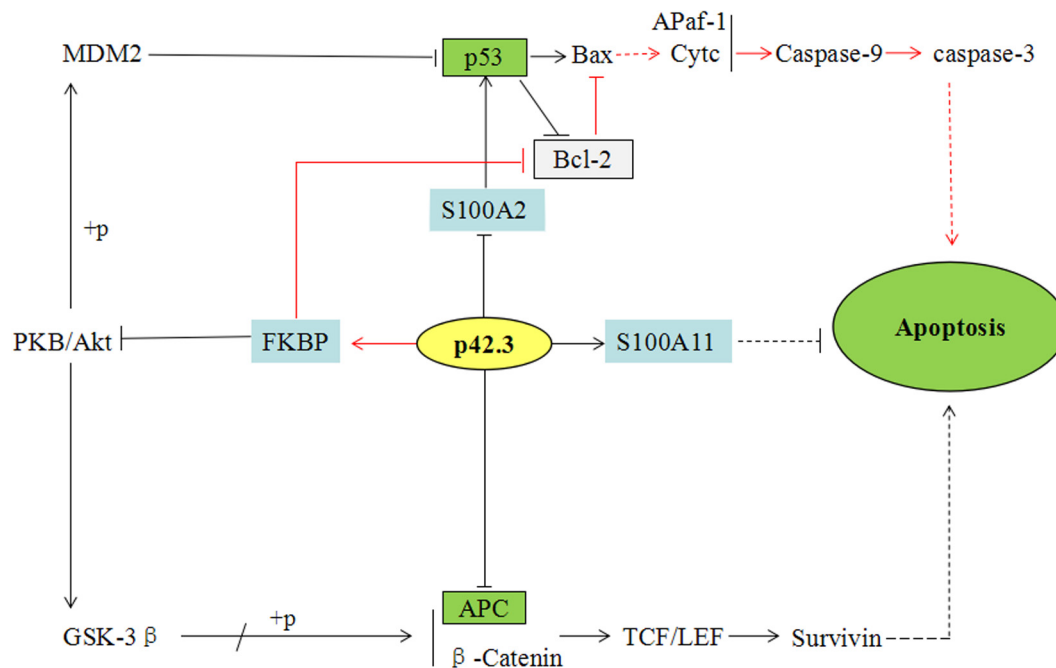 APaf-1
MDM2
p53
Bax
Cytc
Caspase-9
caspase-3
Bcl-2
S100A2
+p
PKB/Akt
FKBP
p42.3
S100A11
Apoptosis
APC
+p
GSK-3β
β-Catenin
TCF/LEF
Survivin